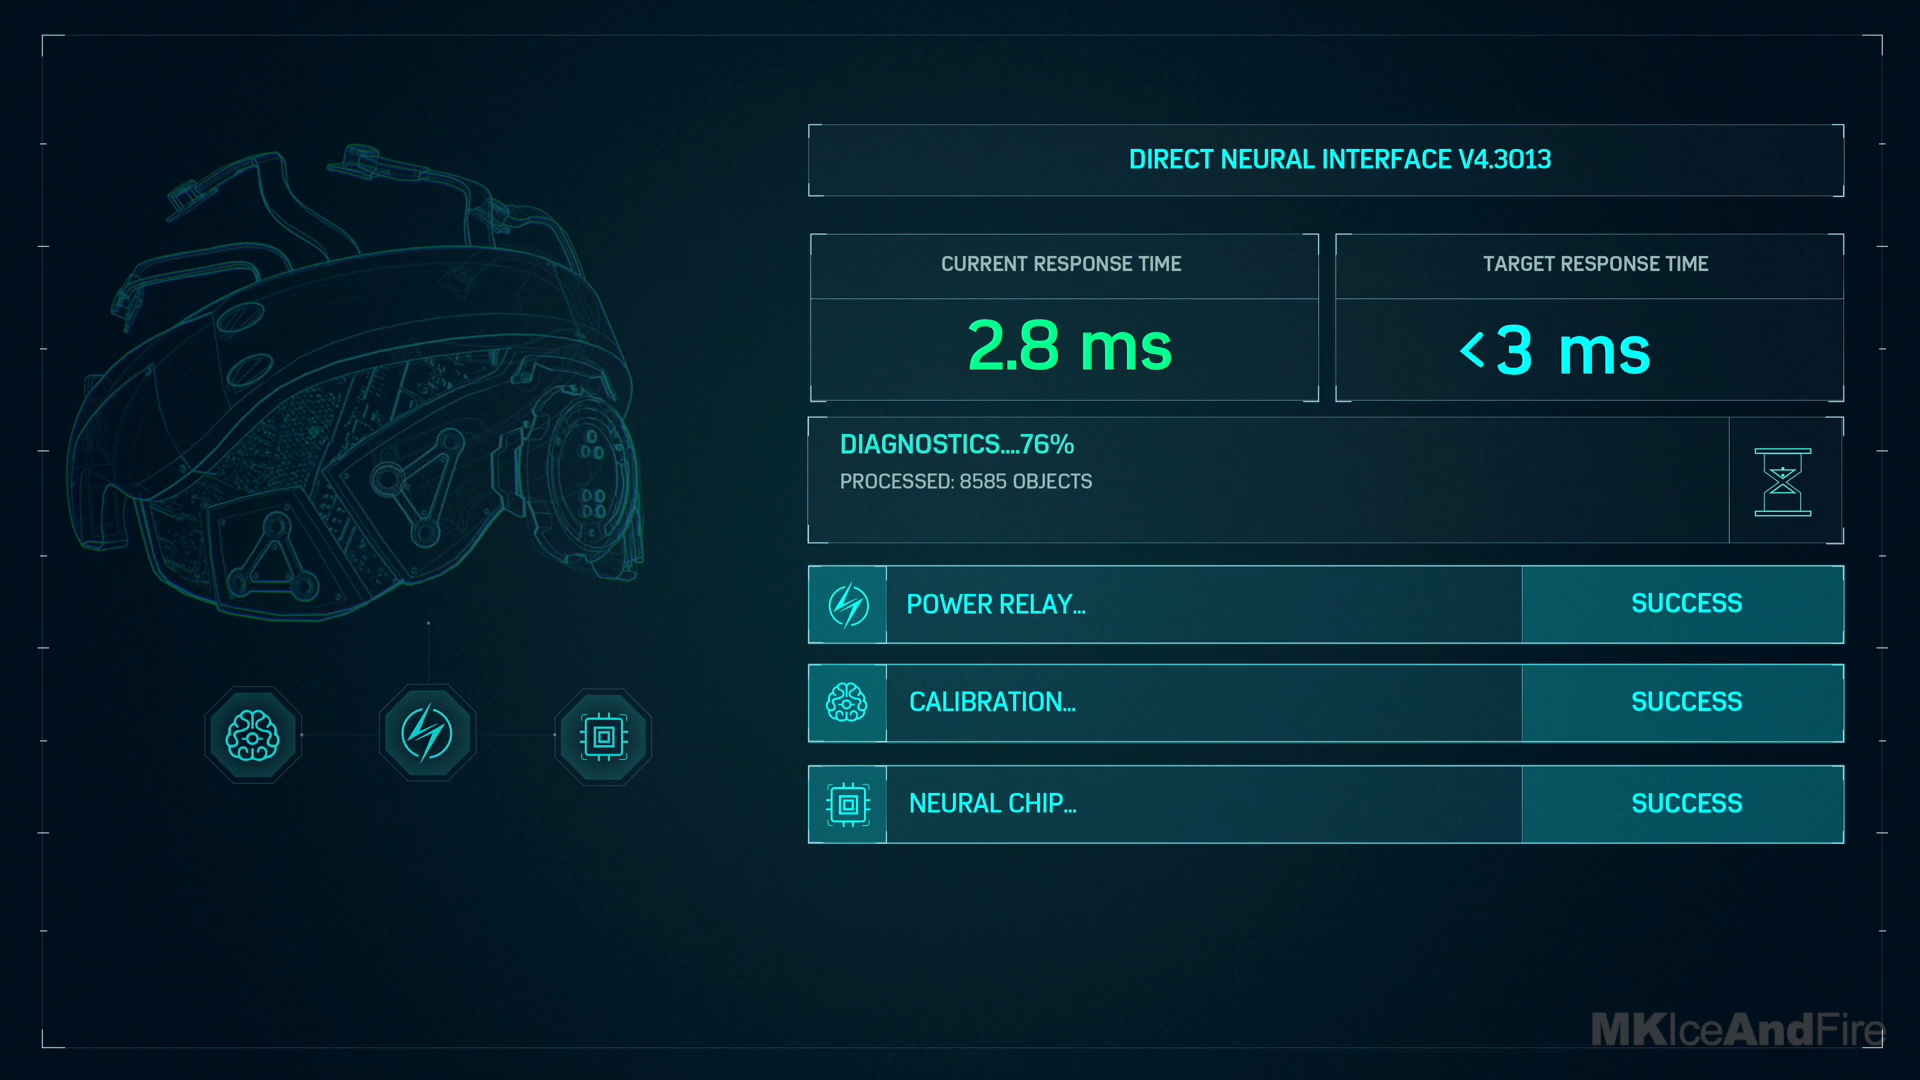 DIRECT NEURAL INTERFACE V4.3013
CURRENT RESPONSE TIME
TARGET RESPONSE TIME
2.8 ms
<3 ms
DIAGNOSTICS....76%
PROCESSED: 8585 OBJECTS
POWER RELAY...
SUCCESS
CALIBRATION...
SUCCESS
NEURAL CHIP...
SUCCESS
MKIceAndFire